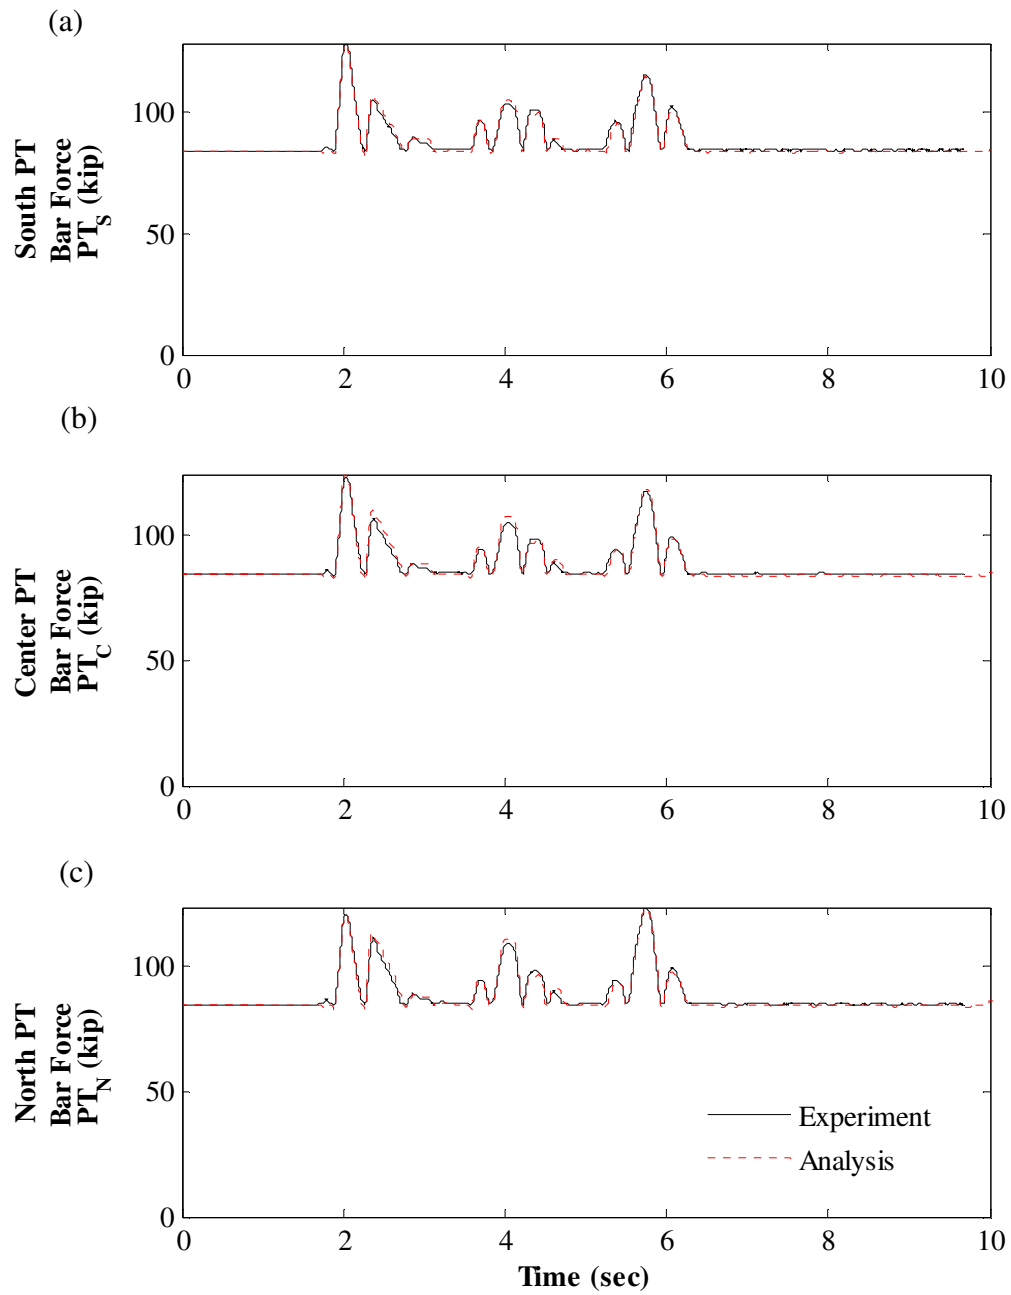 (a)
South PT
Bar Force
PT_S (kip)
100
50
0
0 2 4 6 8 10
(b)
Center PT
Bar Force
PT_C (kip)
100
50
0
0 2 4 6 8 10
(c)
North PT
Bar Force
PT_N (kip)
100
50
0
Experiment
Analysis
0 2 4 6 8 10
Time (sec)